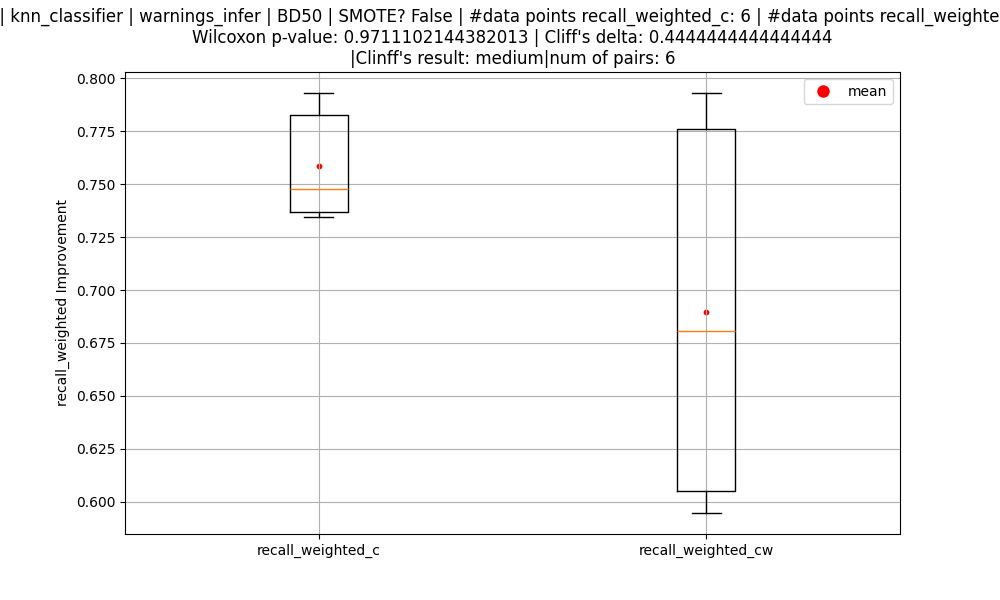 | knn_classifier | warnings_infer | BD50 | SMOTE? False | #data points recall_weighted_c: 6 | #data points recall_weighte
Wilcoxon p-value: 0.9711102144382013 | Cliff's delta: 0.4444444444444444
|Clinff's result: medium|num of pairs: 6
mean
0.800
0.775
0.750
0.725
0.700
0.675
0.650
0.625
0.600
recall_weighted Improvement
recall_weighted_c
recall_weighted_cw